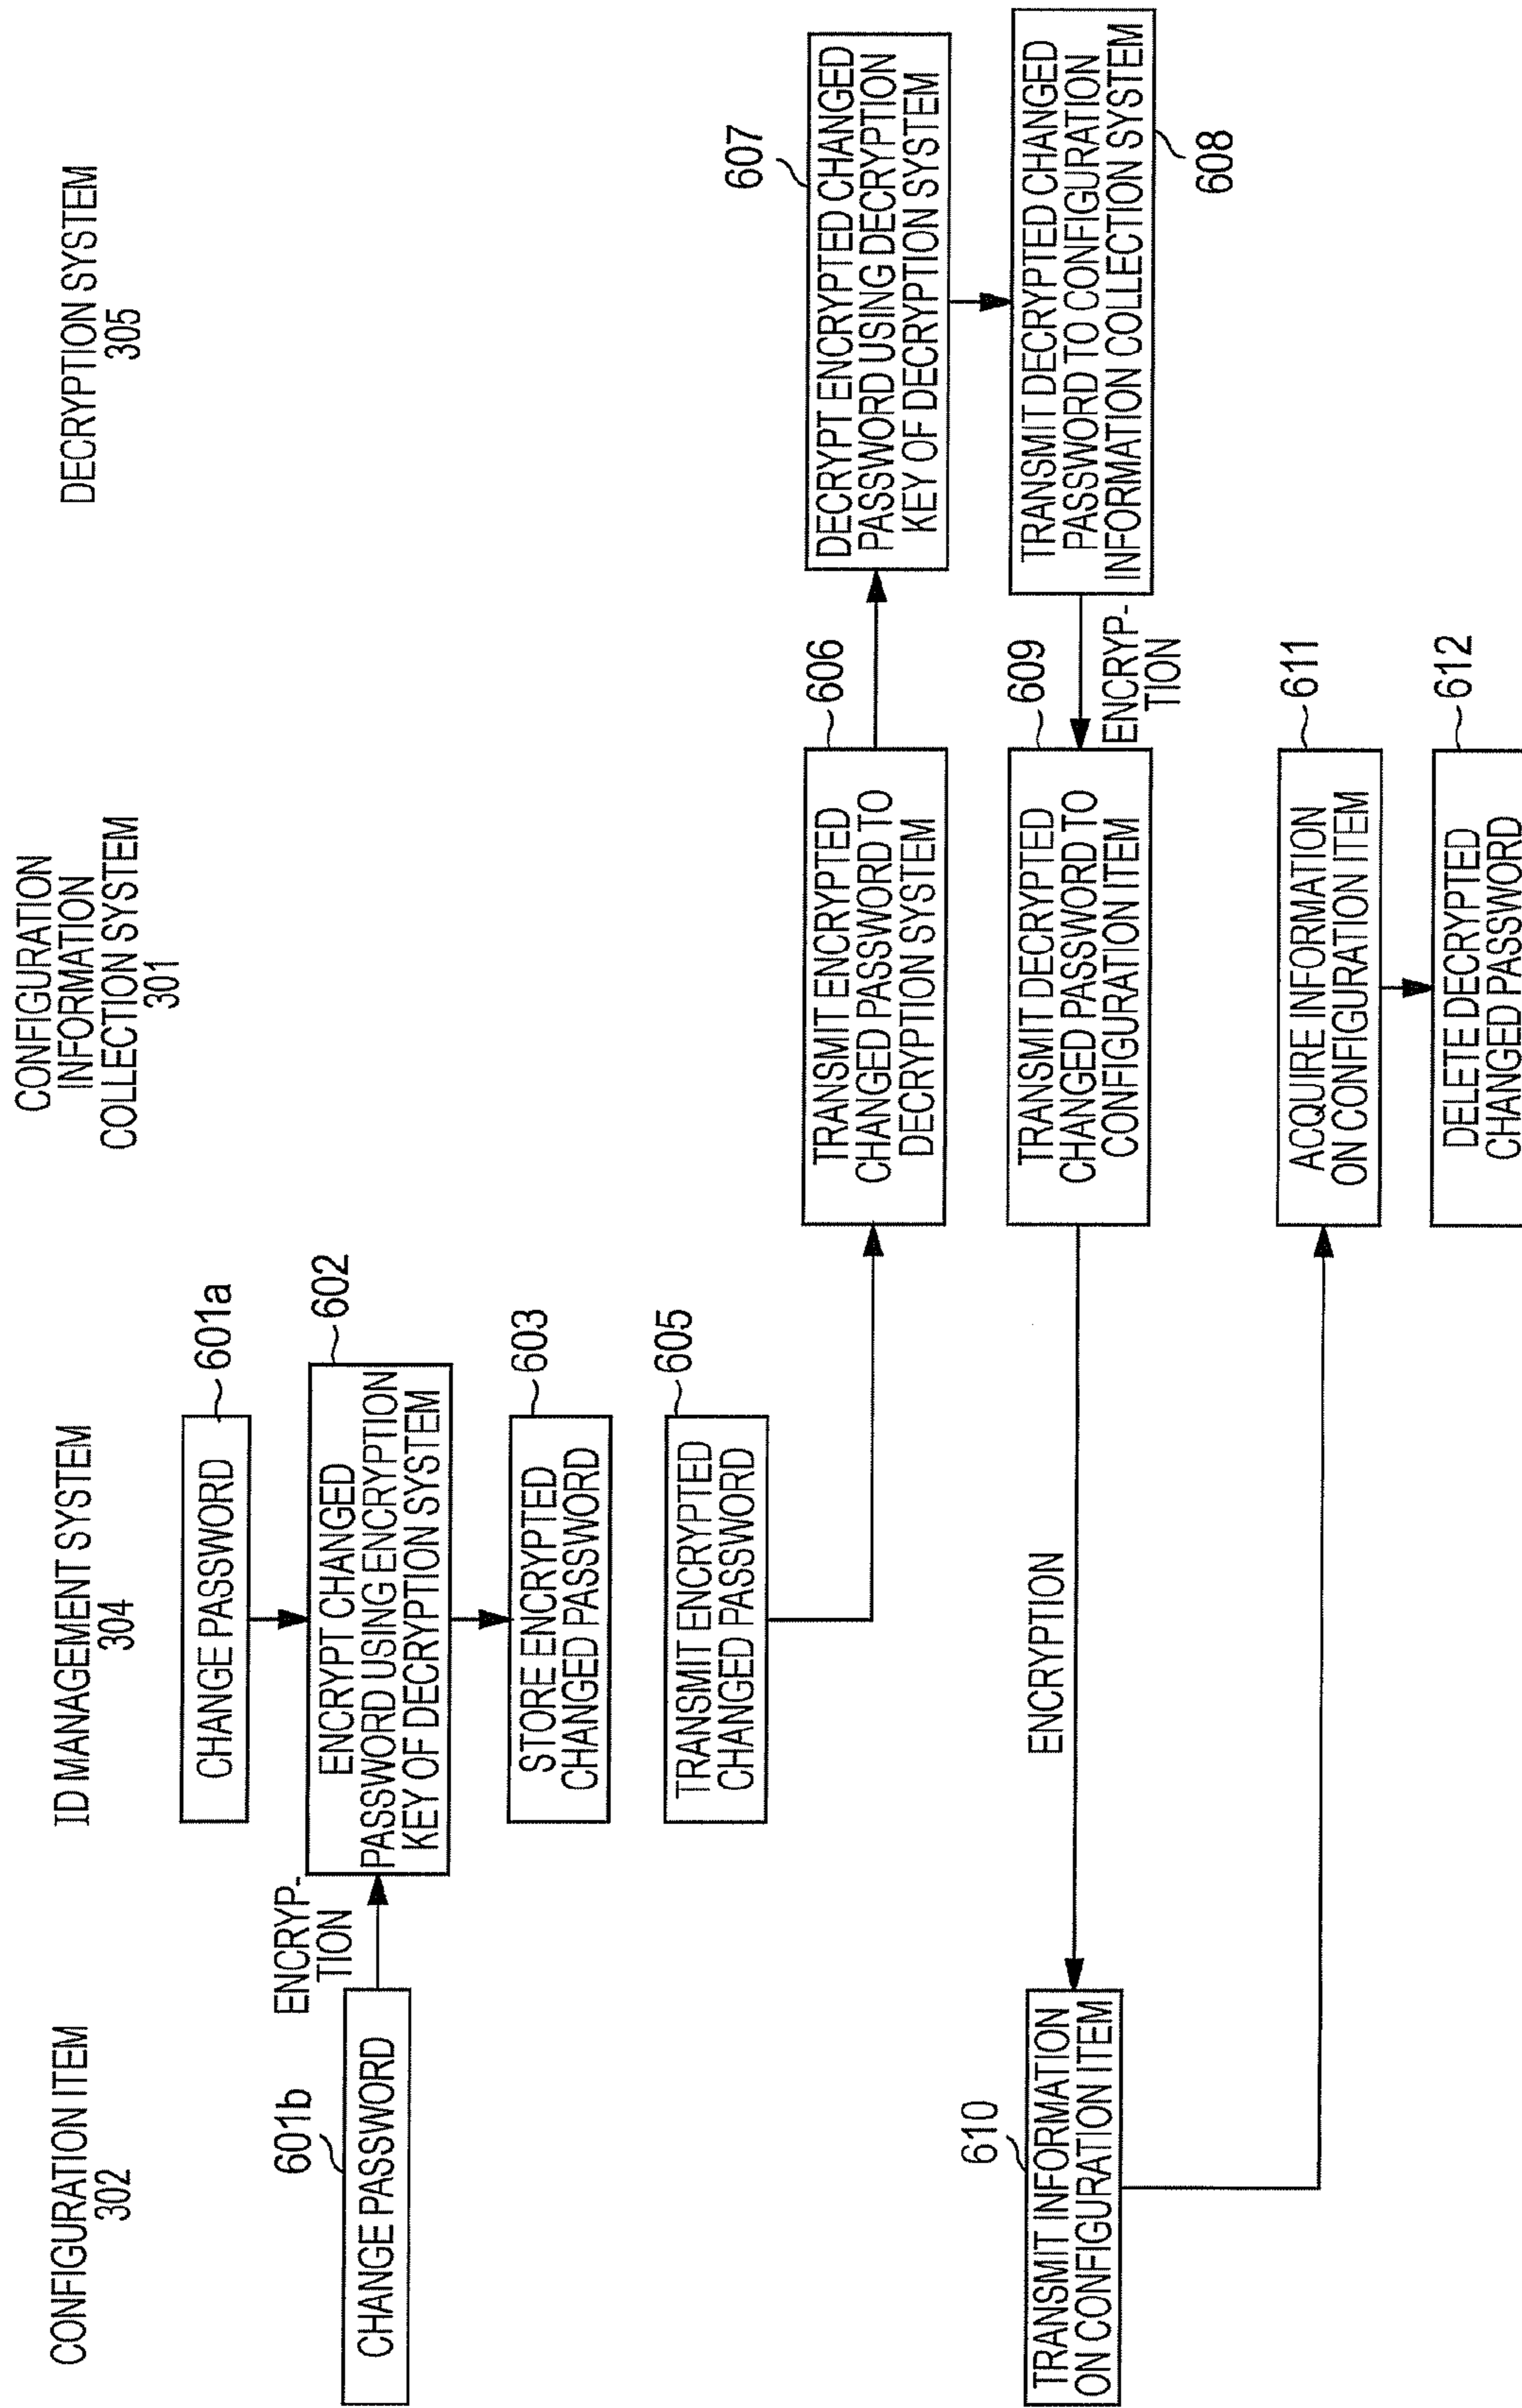 CONFIGURATION ITEM
302
ID MANAGEMENT SYSTEM
304
CONFIGURATION
INFORMATION
COLLECTION SYSTEM
301
DECRYPTION SYSTEM
305
CHANGE PASSWORD
601a
601b
CHANGE PASSWORD
ENCRYP-
TION
ENCRYPT CHANGED
PASSWORD USING ENCRYPTION
KEY OF DECRYPTION SYSTEM
602
STORE ENCRYPTED
CHANGED PASSWORD
603
TRANSMIT ENCRYPTED
CHANGED PASSWORD
605
TRANSMIT ENCRYPTED
CHANGED PASSWORD TO
DECRYPTION SYSTEM
606
DECRYPT ENCRYPTED CHANGED
PASSWORD USING DECRYPTION
KEY OF DECRYPTION SYSTEM
607
TRANSMIT DECRYPTED CHANGED
PASSWORD TO CONFIGURATION
INFORMATION COLLECTION SYSTEM
608
ENCRYP-
TION
TRANSMIT DECRYPTED
CHANGED PASSWORD TO
CONFIGURATION ITEM
609
ENCRYPTION
610
TRANSMIT INFORMATION
ON CONFIGURATION ITEM
ACQUIRE INFORMATION
ON CONFIGURATION ITEM
611
DELETE DECRYPTED
CHANGED PASSWORD
612